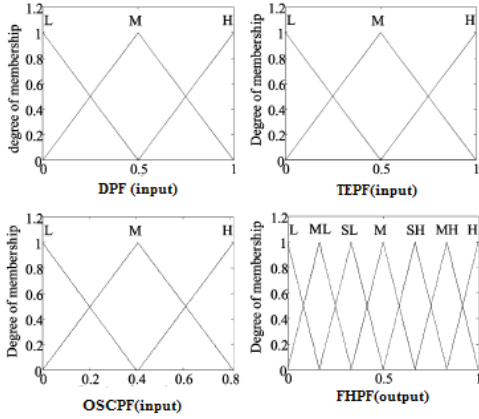 1.2
L M H
1
0.8
0.6
0.4
0.2
0
0 0.5 1
degree of membership
DPF (input)
1.2
L M H
1
0.8
0.6
0.4
0.2
0
0 0.5 1
Degree of membership
TEPF(input)
1.2
L M H
1
0.8
0.6
0.4
0.2
0
0 0.2 0.4 0.6 0.8
Degree of membership
OSCPF(input)
1.2
L ML SL M SH MH H
1
0.8
0.6
0.4
0.2
0
0 0.5 1
Degree of membership
FHPF(output)